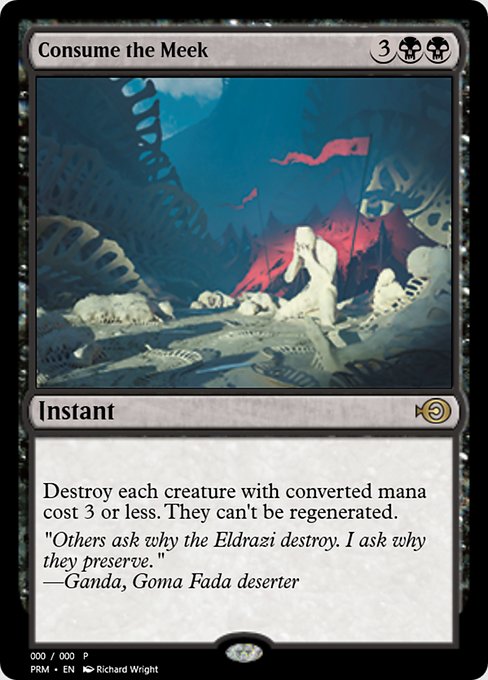 Consume the Meek 3
Instant
Destroy each creature with converted mana
cost 3 or less. They can't be regenerated.
"Others ask why the Eldrazi destroy. I ask why
they preserve."
—Ganda, Goma Fada deserter
000 / 000 P
PRM • EN Richard Wright